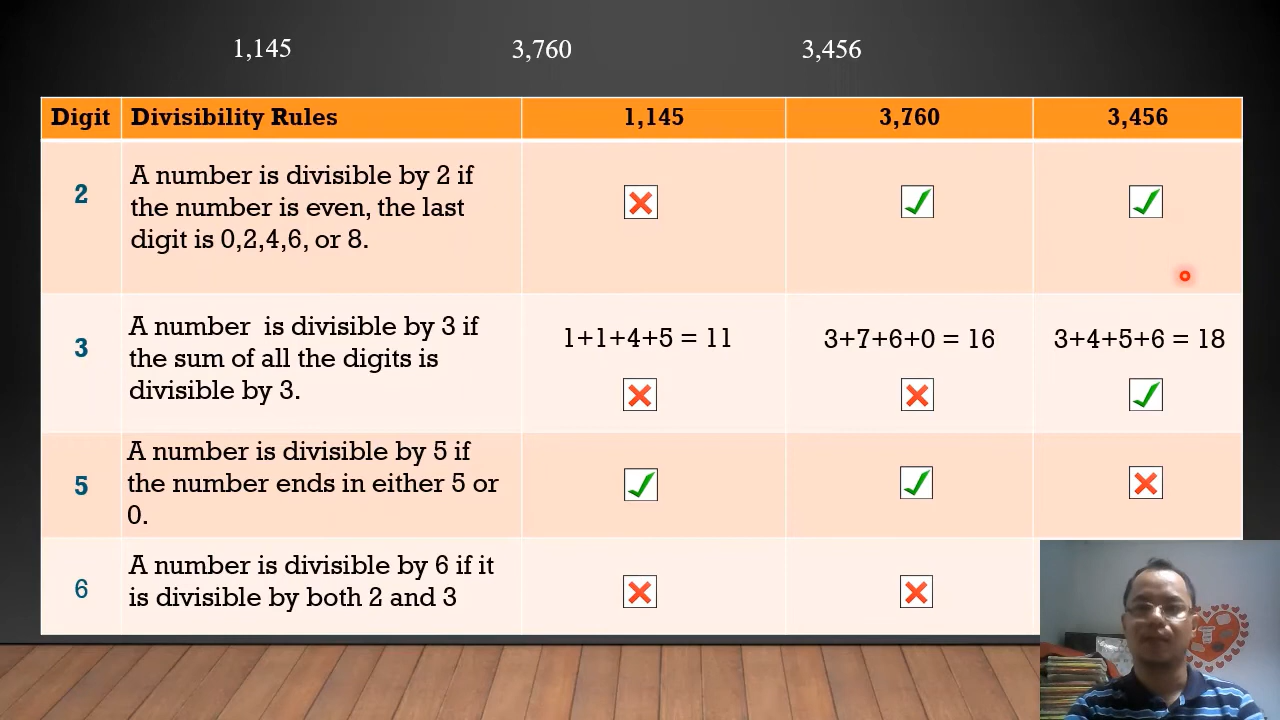 1,145 3,760 3,456
Digit Divisibility Rules 1,145 3,760 3,456
2
A number is divisible by 2 if
the number is even, the last
digit is 0,2,4,6, or 8.
3
A number is divisible by 3 if
the sum of all the digits is
divisible by 3.
1+1+4+5 = 11
3+7+6+0 = 16
3+4+5+6 = 18
5
A number is divisible by 5 if
the number ends in either 5 or
0.
6
A number is divisible by 6 if it
is divisible by both 2 and 3